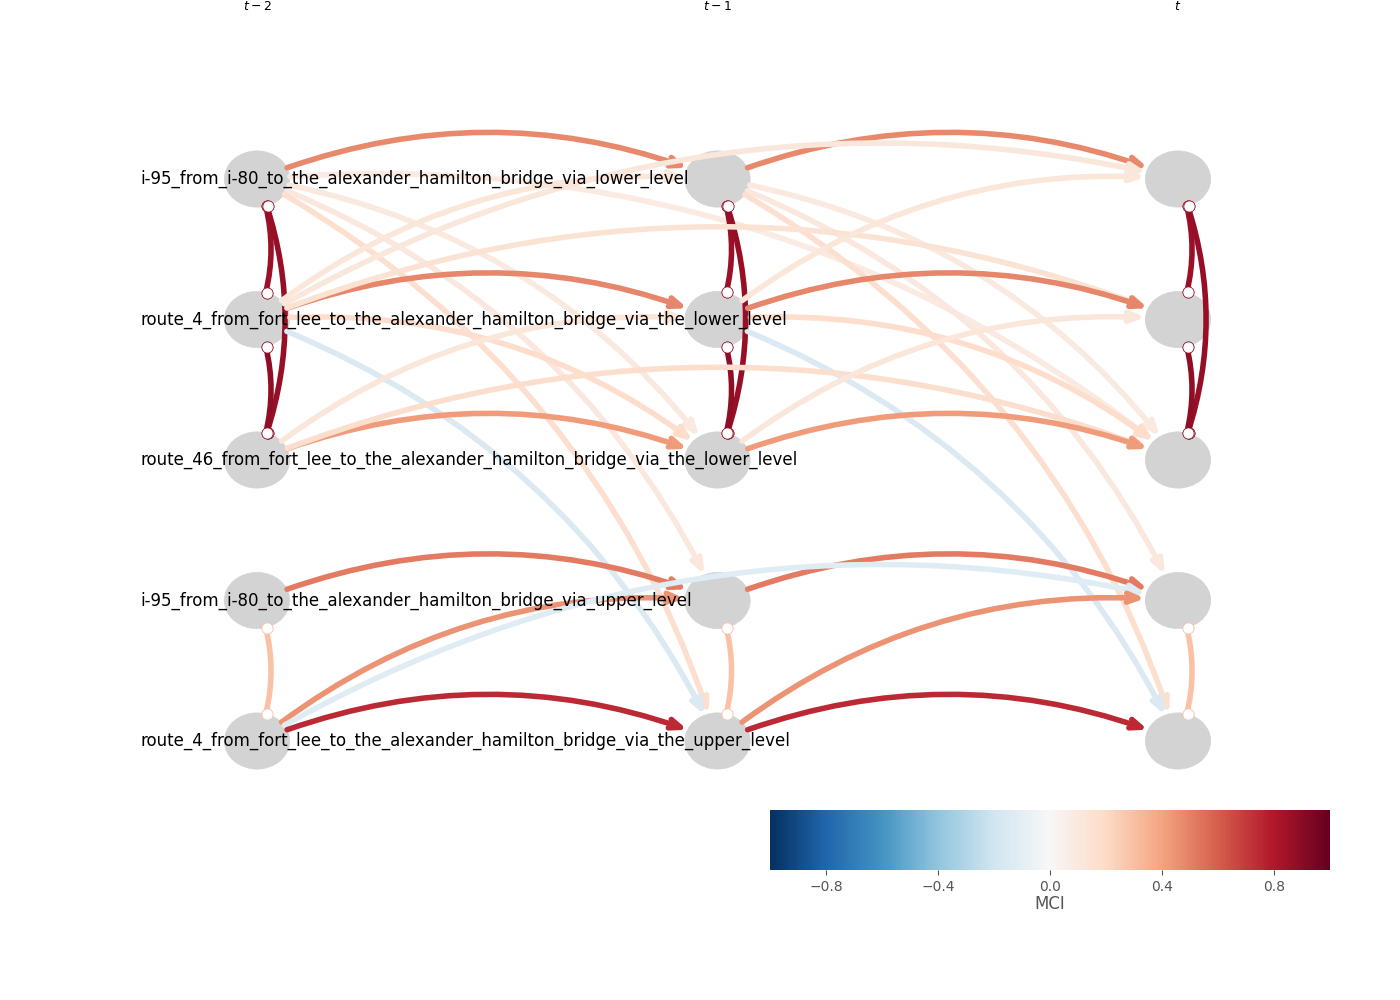 t − 2 t − 1 t
i-95_from_i-80_to_the_alexander_hamilton_bridge_via_lower_level
route_4_from_fort_lee_to_the_alexander_hamilton_bridge_via_the_lower_level
route_46_from_fort_lee_to_the_alexander_hamilton_bridge_via_the_lower_level
i-95_from_i-80_to_the_alexander_hamilton_bridge_via_upper_level
route_4_from_fort_lee_to_the_alexander_hamilton_bridge_via_the_upper_level
−0.8 −0.4 0.0 0.4 0.8
MCI